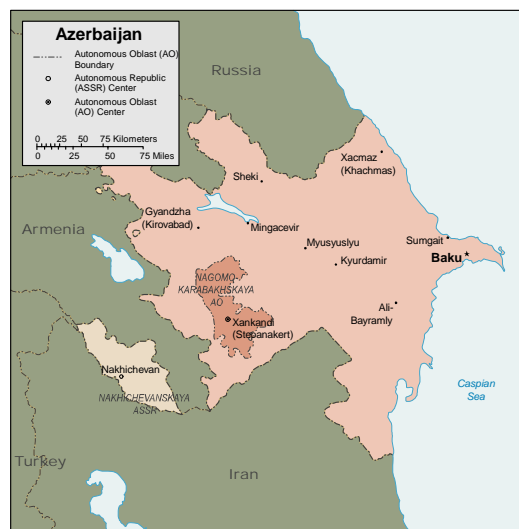 Azerbaijan
Autonomous Oblast (AO)
Boundary
Autonomous Republic
(ASSR) Center
Autonomous Oblast
(AO) Center
0 25 50 75 Kilometers
0 25 50 75 Miles
Russia
Xacmaz
(Khachmas)
Sheki
Gyandzha
(Kirovabad)
Mingacevir
Armenia
Myusyuslyu
Sumgait
Baku
Kyurdamir
NAGORNO-
KARABAKHSKAYA
AO
Ali-
Bayramly
Xankandi
(Stepanakert)
Nakhichevan
NAKHICHEVANSKAYA
ASSR
Caspian
Sea
Turkey
Iran